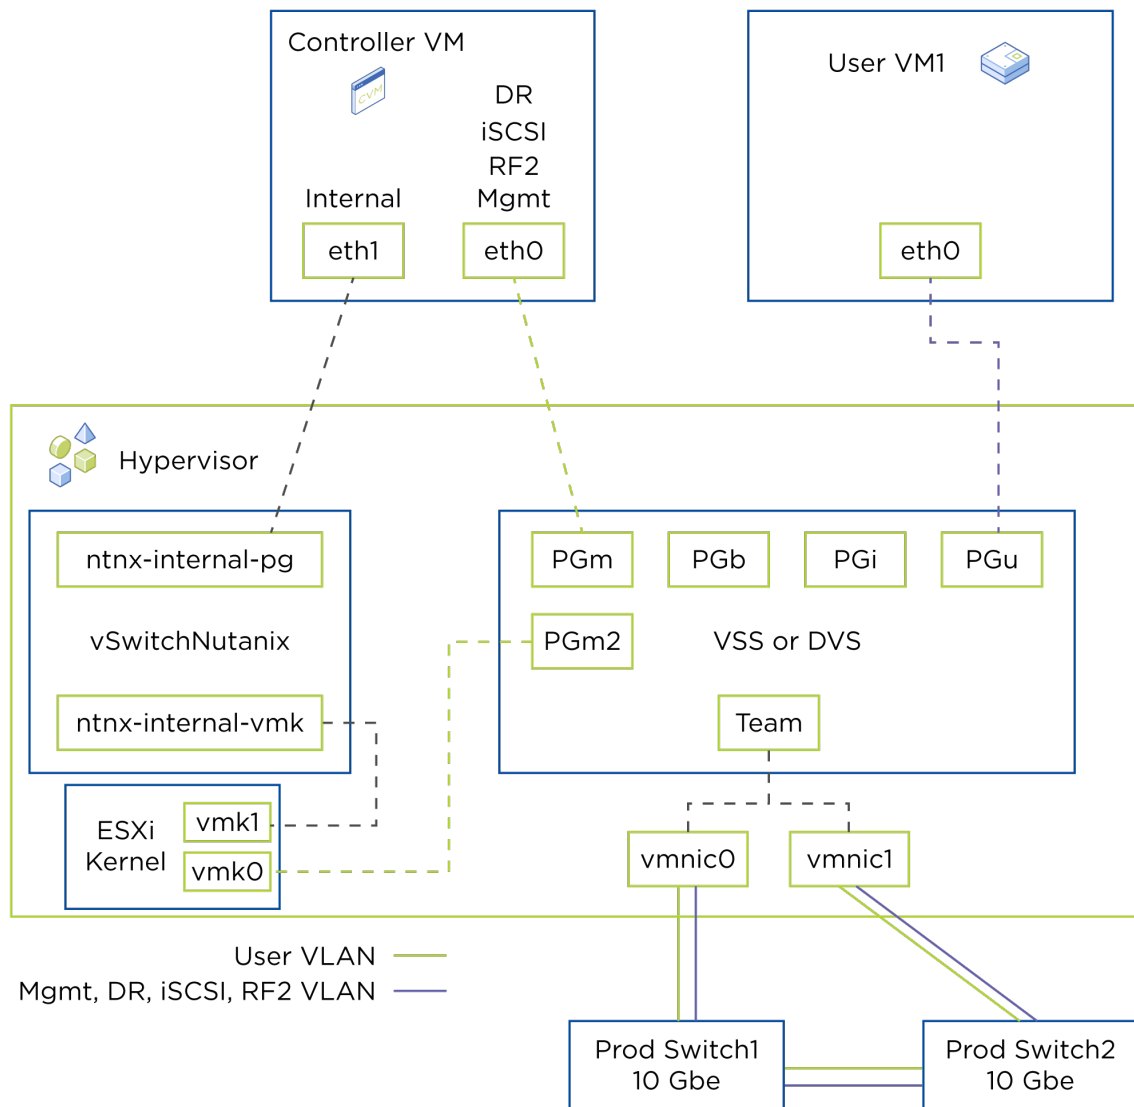 Controller VM
CVM
DR
iSCSI
RF2
Internal
Mgmt
eth1
eth0
User VM1
eth0
Hypervisor
ntnx-internal-pg
vSwitchNutanix
ntnx-internal-vmk
PGm
PGb
PGi
PGu
PGm2
VSS or DVS
Team
ESXi
Kernel
vmk1
vmk0
vmnic0
vmnic1
User VLAN
Mgmt, DR, iSCSI, RF2 VLAN
Prod Switch1
10 Gbe
Prod Switch2
10 Gbe